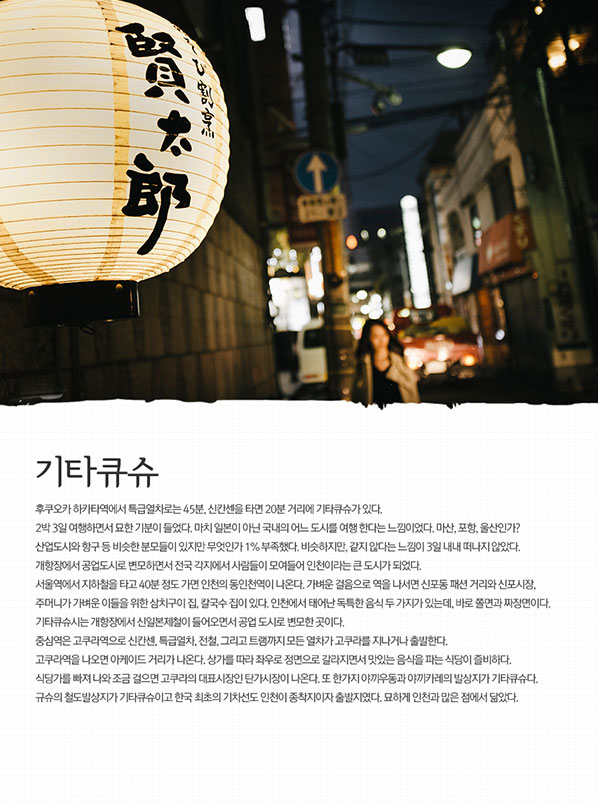 賢太郎
び割烹
기타큐슈
후쿠오카 하카타역에서 특급열차로는 45분, 신칸센을 타면 20분 거리에 기타큐슈가 있다.
2박 3일 여행하면서 묘한 기분이 들었다. 마치 일본이 아닌 국내의 어느 도시를 여행 한다는 느낌이었다. 마산, 포항, 울산인가?
산업도시와 항구 등 비슷한 분모들이 있지만 무엇인가 1% 부족했다. 비슷하지만, 같지 않다는 느낌이 3일 내내 떠나지 않았다.
개항장에서 공업도시로 변모하면서 전국 각지에서 사람들이 모여들어 인천이라는 큰 도시가 되었다.
서울역에서 지하철을 타고 40분 정도 가면 인천의 동인천역이 나온다. 가벼운 걸음으로 역을 나서면 신포동 패션 거리와 신포시장,
주머니가 가벼운 이들을 위한 삼치구이 집, 칼국수 집이 있다. 인천에서 태어난 독특한 음식 두 가지가 있는데, 바로 쫄면과 짜장면이다.
기타큐슈시는 개항장에서 신일본제철이 들어오면서 공업 도시로 변모한 곳이다.
중심역은 고쿠라역으로 신칸센, 특급열차, 전철, 그리고 트램까지 모든 열차가 고쿠라를 지나거나 출발한다.
고쿠라역을 나오면 아케이드 거리가 나온다. 상가를 따라 좌우로 정면으로 갈라지면서 맛있는 음식을 파는 식당이 즐비하다.
식당가를 빠져 나와 조금 걸으면 고쿠라의 대표시장인 탄가시장이 나온다. 또 한가지 야끼우동과 야끼카레의 발상지가 기타큐슈다.
규슈의 철도발상지가 기타큐슈이고 한국 최초의 기차선도 인천이 종착지이자 출발지였다. 묘하게 인천과 많은 점에서 닮았다.